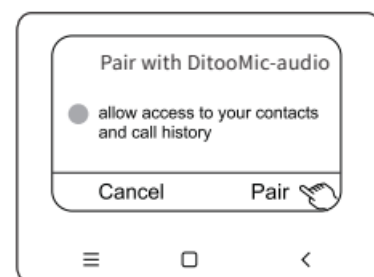 Pair with DitooMic-audio
allow access to your contacts
and call history
Cancel Pair